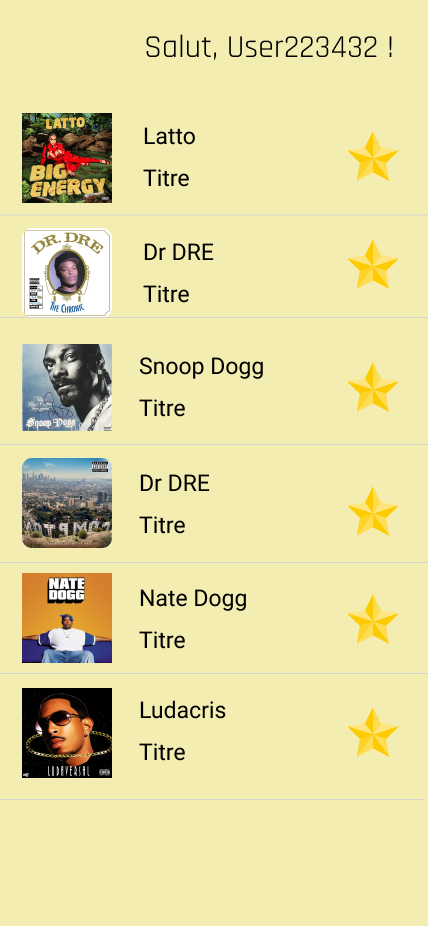 Salut, User223432 !
LATTO
BIG
ENERGY
Latto
Titre
DR. DRE
THE CHRONIC
Dr DRE
Titre
Snoop Dogg
Snoop Dogg
Titre
COMPTON
Dr DRE
Titre
NATE
DOGG
Nate Dogg
Titre
LUDAVERSAL
Ludacris
Titre